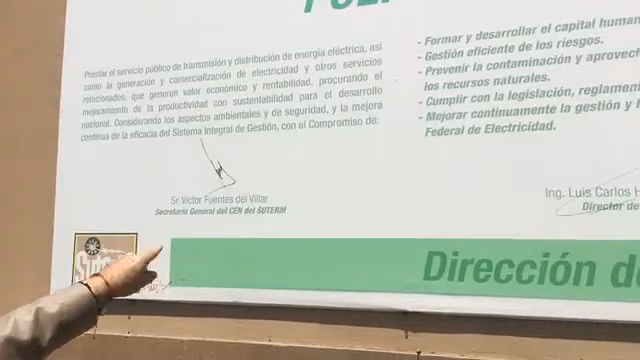 Prestar el servicio público de transmisión y distribución de energía eléctrica, así
como la generación y comercialización de electricidad y otros servicios
relacionados, que generen valor económico y rentabilidad, procurando el
mejoramiento de la productividad con sustentabilidad para el desarrollo
nacional. Considerando los aspectos ambientales y de seguridad, y la mejora
continua de la eficacia del Sistema Integral de Gestión, con el Compromiso de:
Sr. Víctor Fuentes del Villar
Secretario General del CEN del SUTERM
- Formar y desarrollar el capital human
- Gestión eficiente de los riesgos.
- Prevenir la contaminación y aprovec
los recursos naturales.
- Cumplir con la legislación, reglamen
- Mejorar continuamente la gestión y l
Federal de Electricidad.
Ing. Luis Carlos H
Director de
Dirección d